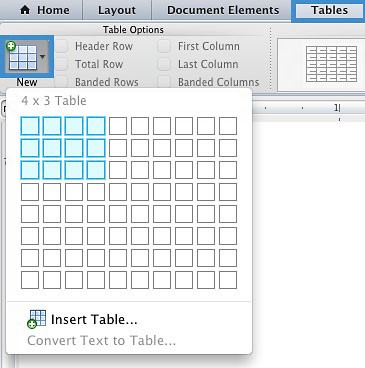 Home Layout Document Elements Tables
Table Options
New
Header Row First Column
Total Row Last Column
Banded Rows Banded Columns
4 x 3 Table
1
Insert Table...
Convert Text to Table...